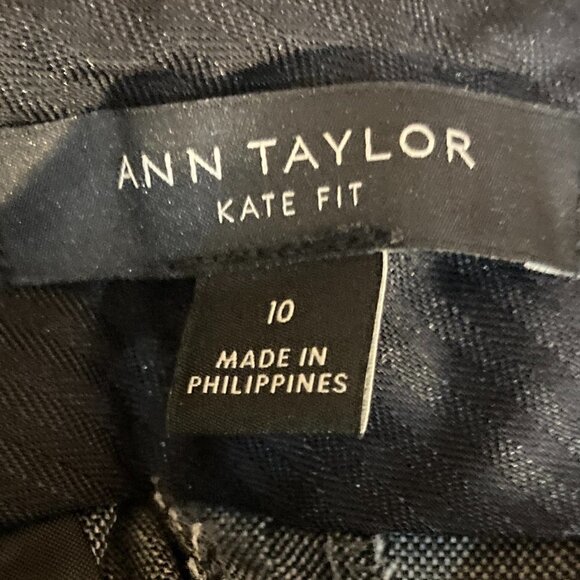 ANN TAYLOR
KATE FIT
10
MADE IN
PHILIPPINES